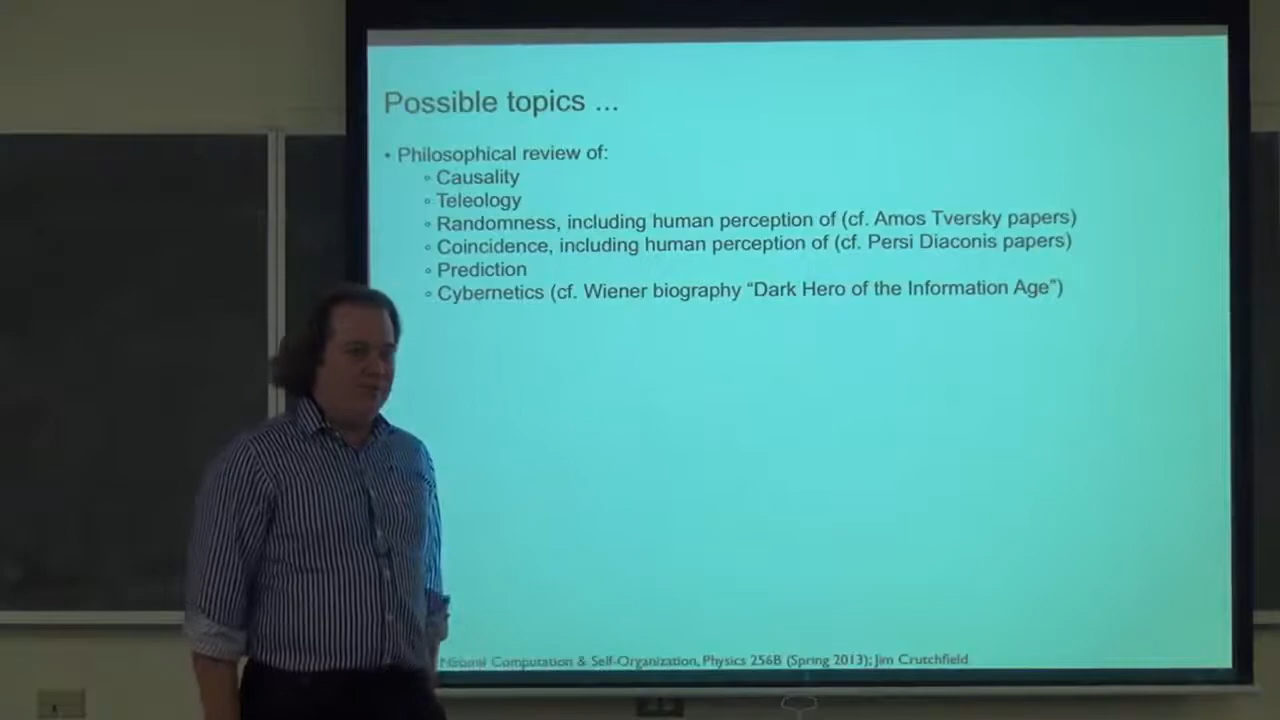 Possible topics ...
• Philosophical review of:
◦ Causality
◦ Teleology
◦ Randomness, including human perception of (cf. Amos Tversky papers)
◦ Coincidence, including human perception of (cf. Persi Diaconis papers)
◦ Prediction
◦ Cybernetics (cf. Wiener biography “Dark Hero of the Information Age”)
Computation & Self-Organization, Physics 256B (Spring 2013); Jim Crutchfield